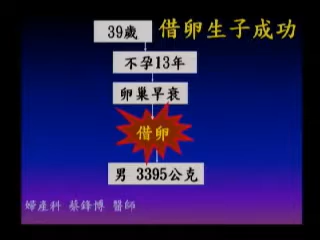 借卵生子成功
39歲
不孕13年
卵巢早衰
借卵
男 3395公克
婦產科 蔡鋒博 醫師